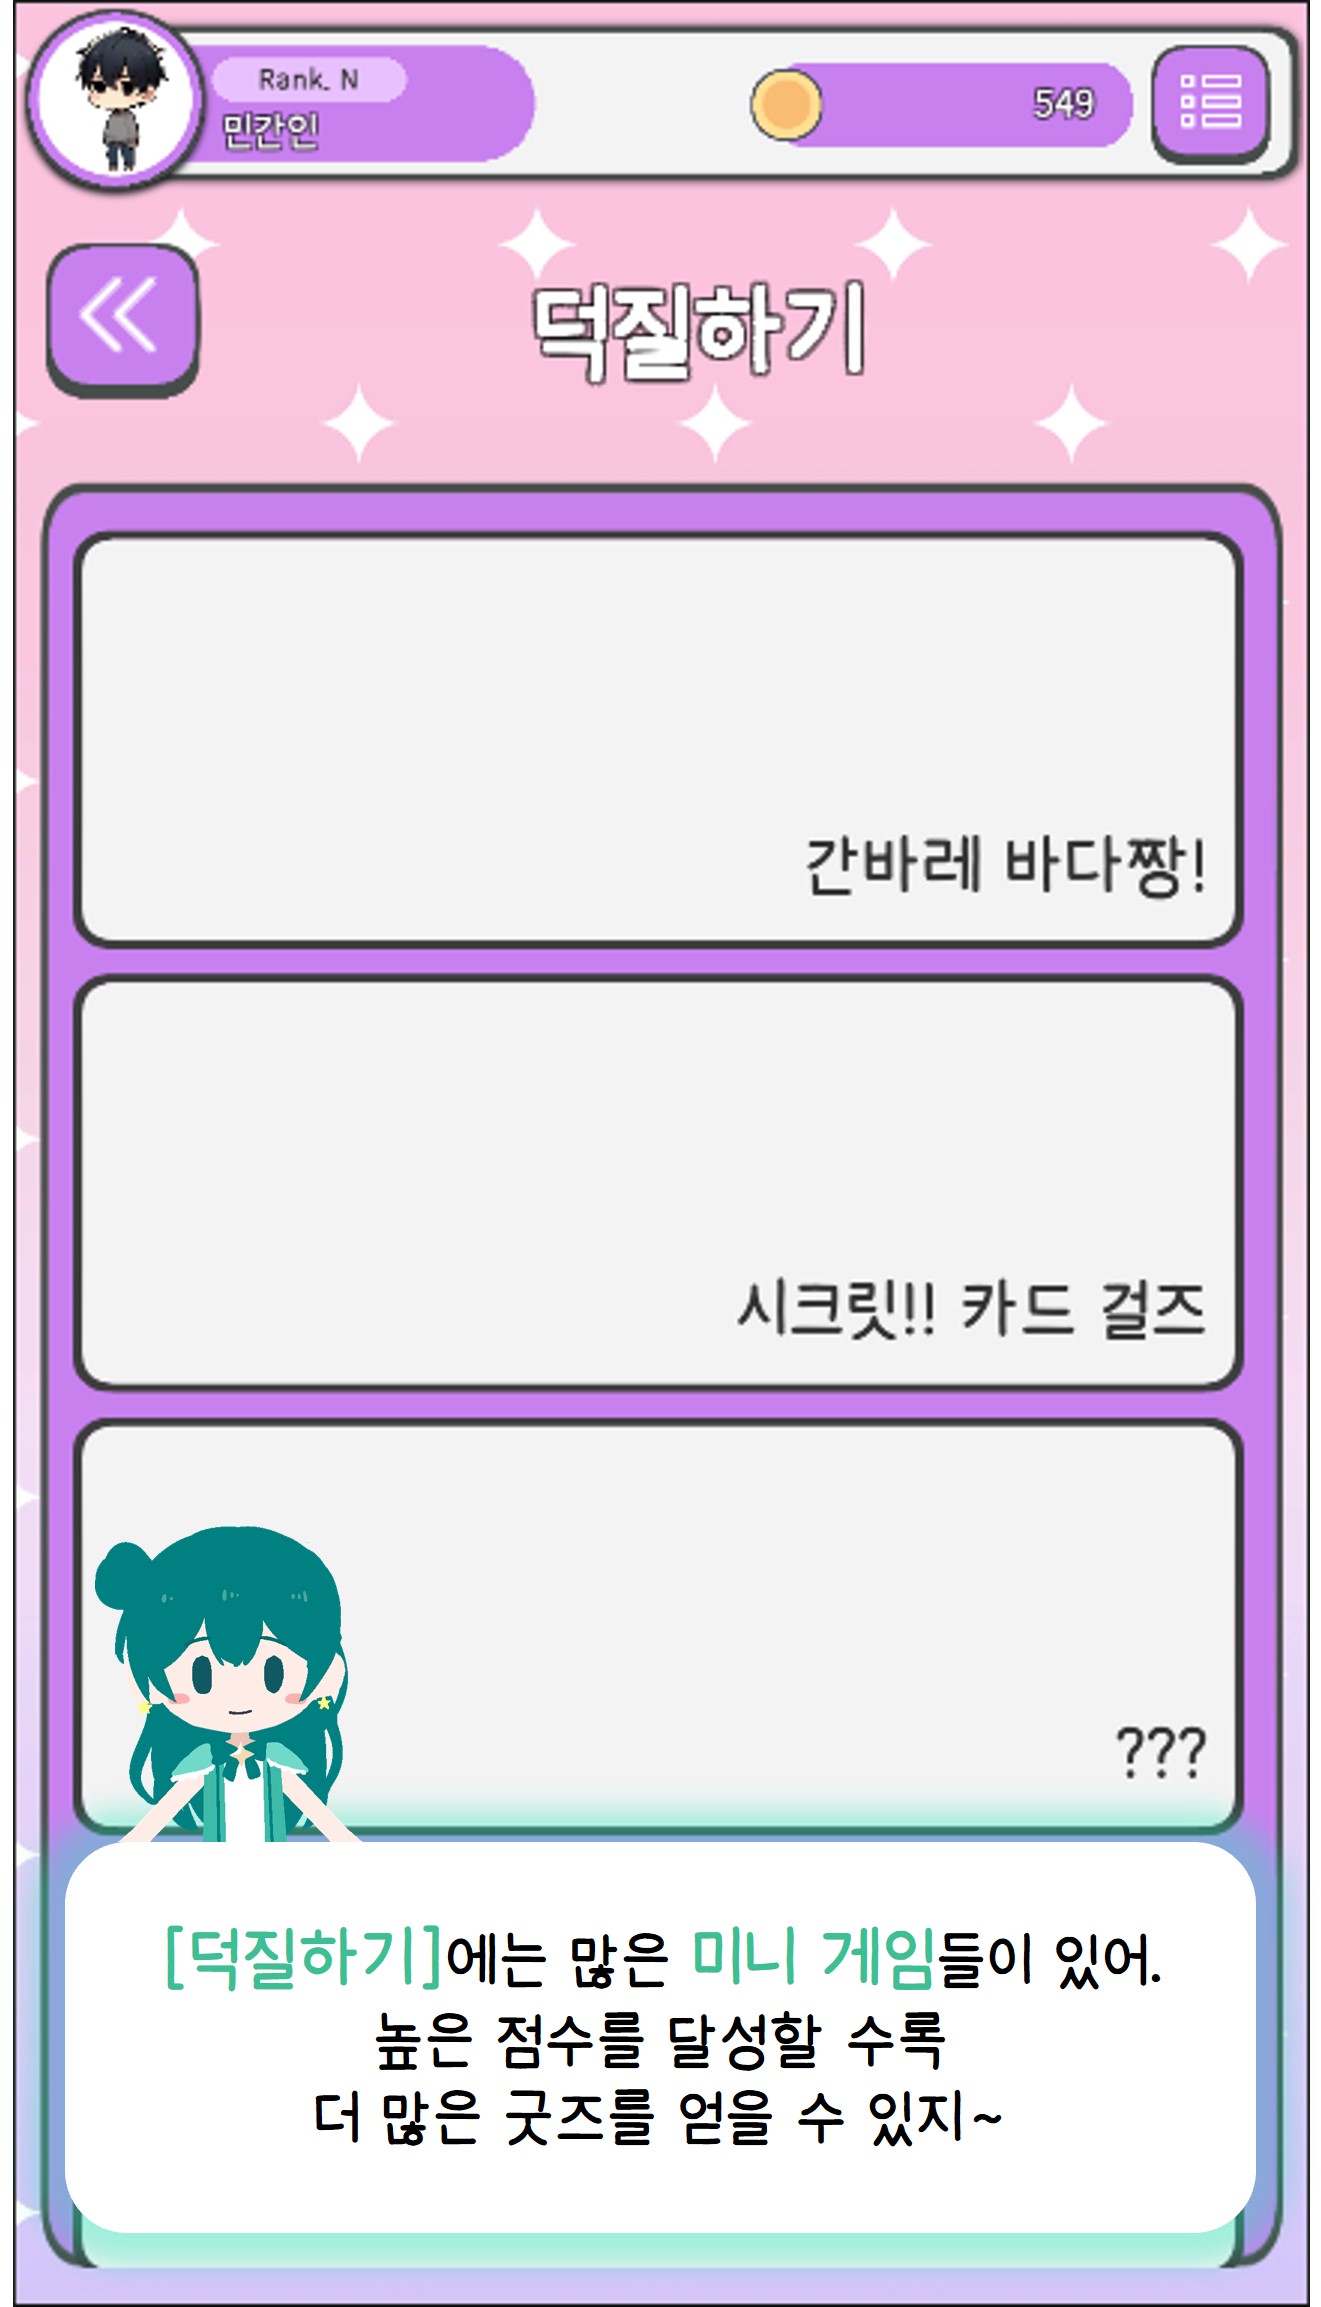 Rank. N
민간인
549
덕질하기
간바레 바다짱!
시크릿!! 카드 걸즈
???
[덕질하기]에는 많은 미니 게임들이 있어.
높은 점수를 달성할 수록
더 많은 굿즈를 얻을 수 있지~